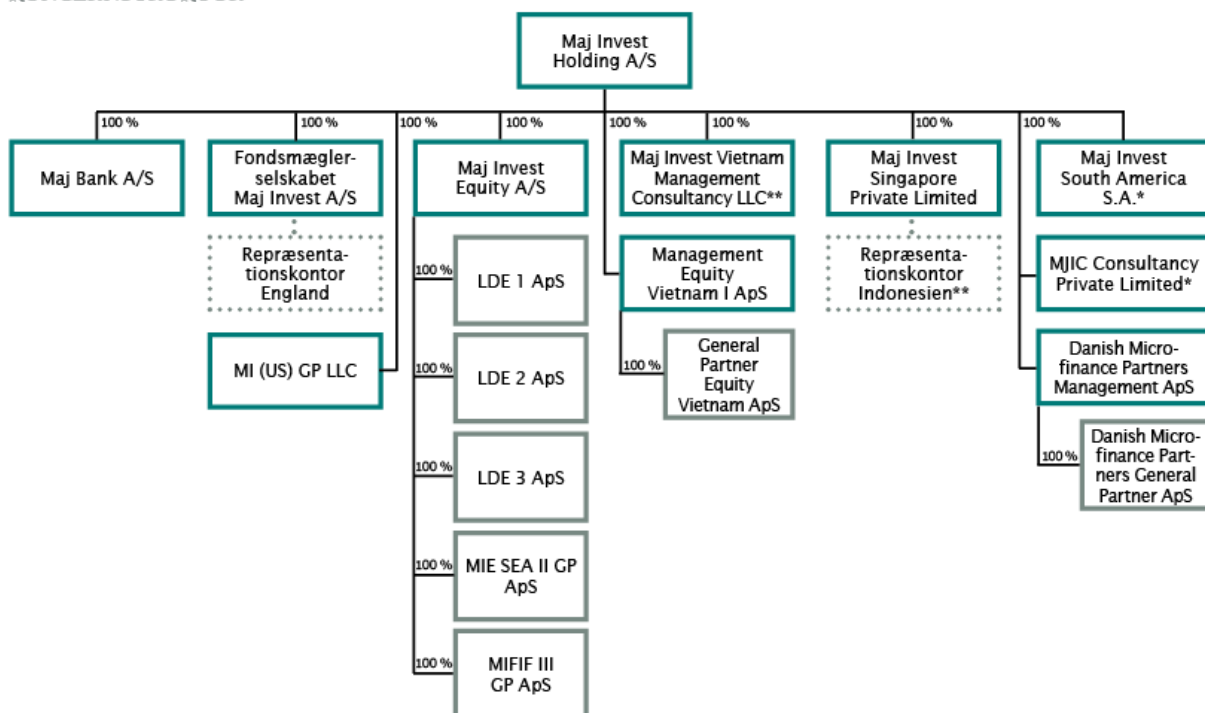 Maj Invest
Holding A/S
100 %
100 %
100 %
100 %
100 %
100 %
100 %
100 %
Maj Bank A/S
Fondsmægler-
selskabet
Maj Invest A/S
Maj Invest
Equity A/S
Maj Invest Vietnam
Management
Consultancy LLC**
Maj Invest
Singapore
Private Limited
Maj Invest
South America
S.A.*
Repræsenta-
tionskontor
England
100 %
LDE 1 ApS
Management
Equity
Vietnam I ApS
Repræsenta-
tionskontor
Indonesien**
MJIC Consultancy
Private Limited*
MI (US) GP LLC
100 %
LDE 2 ApS
100 %
General
Partner
Equity
Vietnam ApS
Danish Micro-
finance Partners
Management ApS
100 %
LDE 3 ApS
100 %
Danish Micro-
finance Part-
ners General
Partner ApS
100 %
MIE SEA II GP
ApS
100 %
MIFIF III
GP ApS